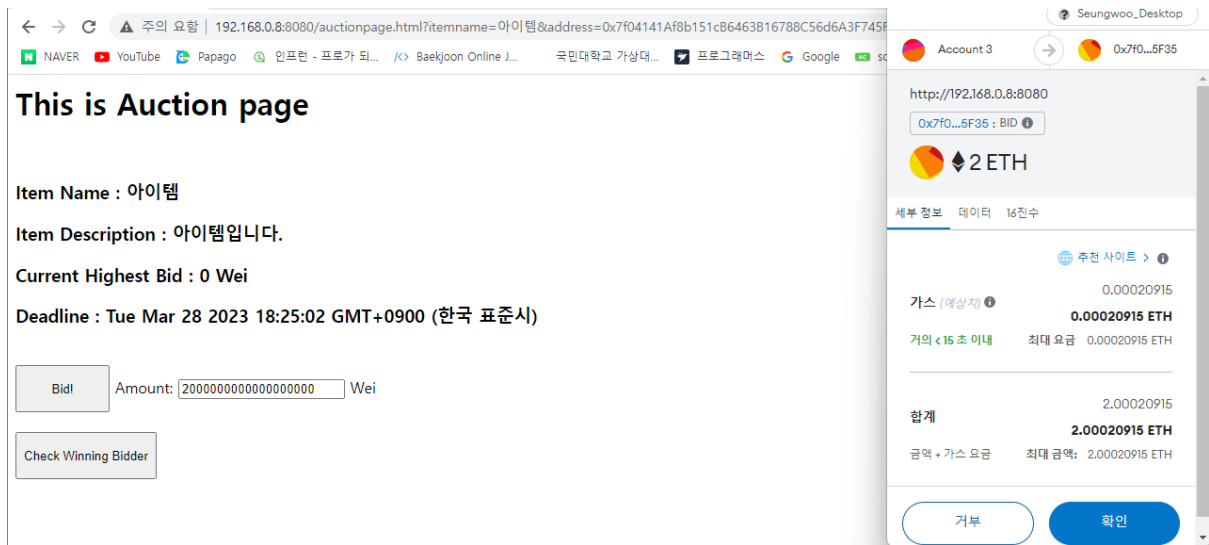 주의 요함 | 192.168.0.8:8080/auctionpage.html?itemname=아이템&address=0x7f04141Af8b151cB6463B16788C56d6A3F745F
NAVER YouTube Papago 인프런 - 프로가 되... Baekjoon Online J... 국민대학교 가상대... 프로그래머스 Google sc
This is Auction page
Item Name : 아이템
Item Description : 아이템입니다.
Current Highest Bid : 0 Wei
Deadline : Tue Mar 28 2023 18:25:02 GMT+0900 (한국 표준시)
Bid! Amount: 2000000000000000000 Wei
Check Winning Bidder
Seungwoo_Desktop
Account 3 0x7f0...5F35
http://192.168.0.8:8080
0x7f0...5F35 : BID
2 ETH
세부 정보 데이터 16진수
추천 사이트 >
0.00020915
가스 (예상치)
0.00020915 ETH
거의 < 15 초 이내 최대 요금 0.00020915 ETH
2.00020915
합계
2.00020915 ETH
금액 + 가스 요금 최대 금액: 2.00020915 ETH
거부 확인